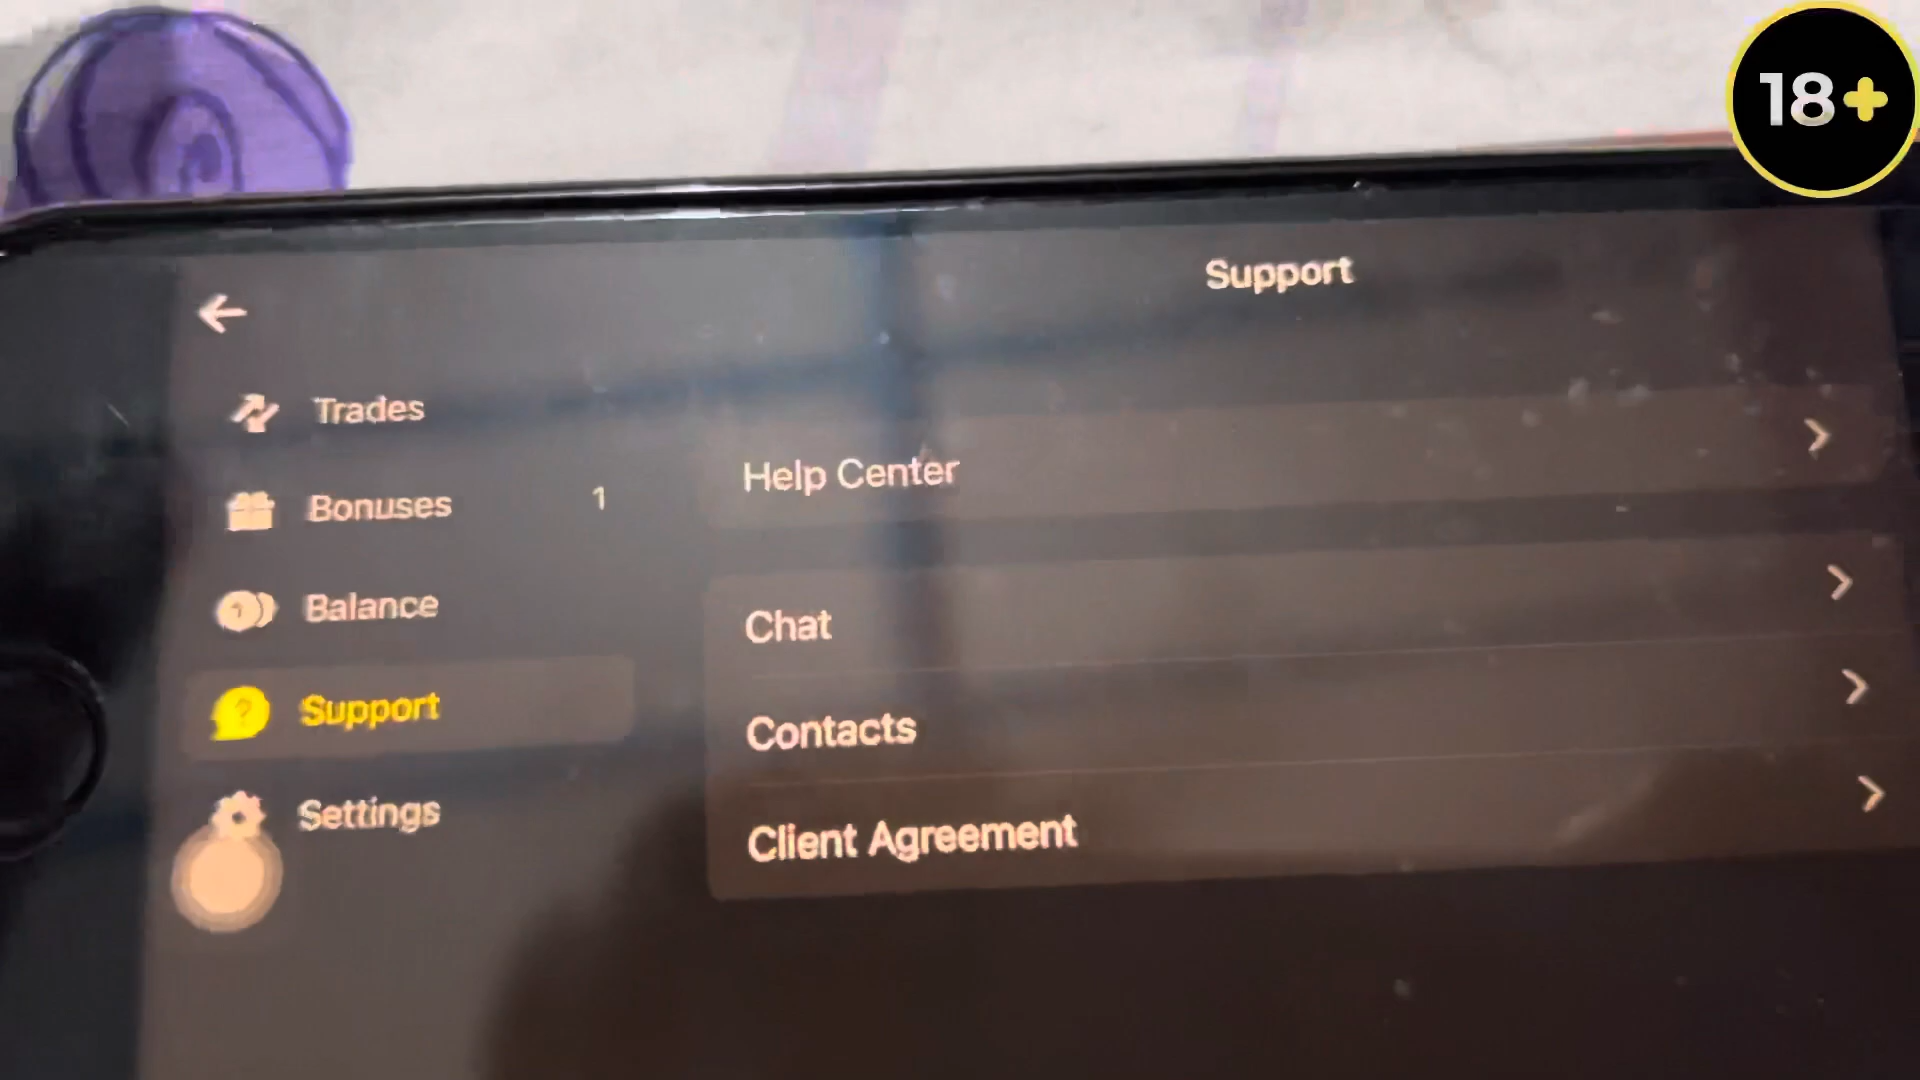 18+
Support
Trades
Bonuses 1
Balance
Support
Settings
Help Center
Chat
Contacts
Client Agreement